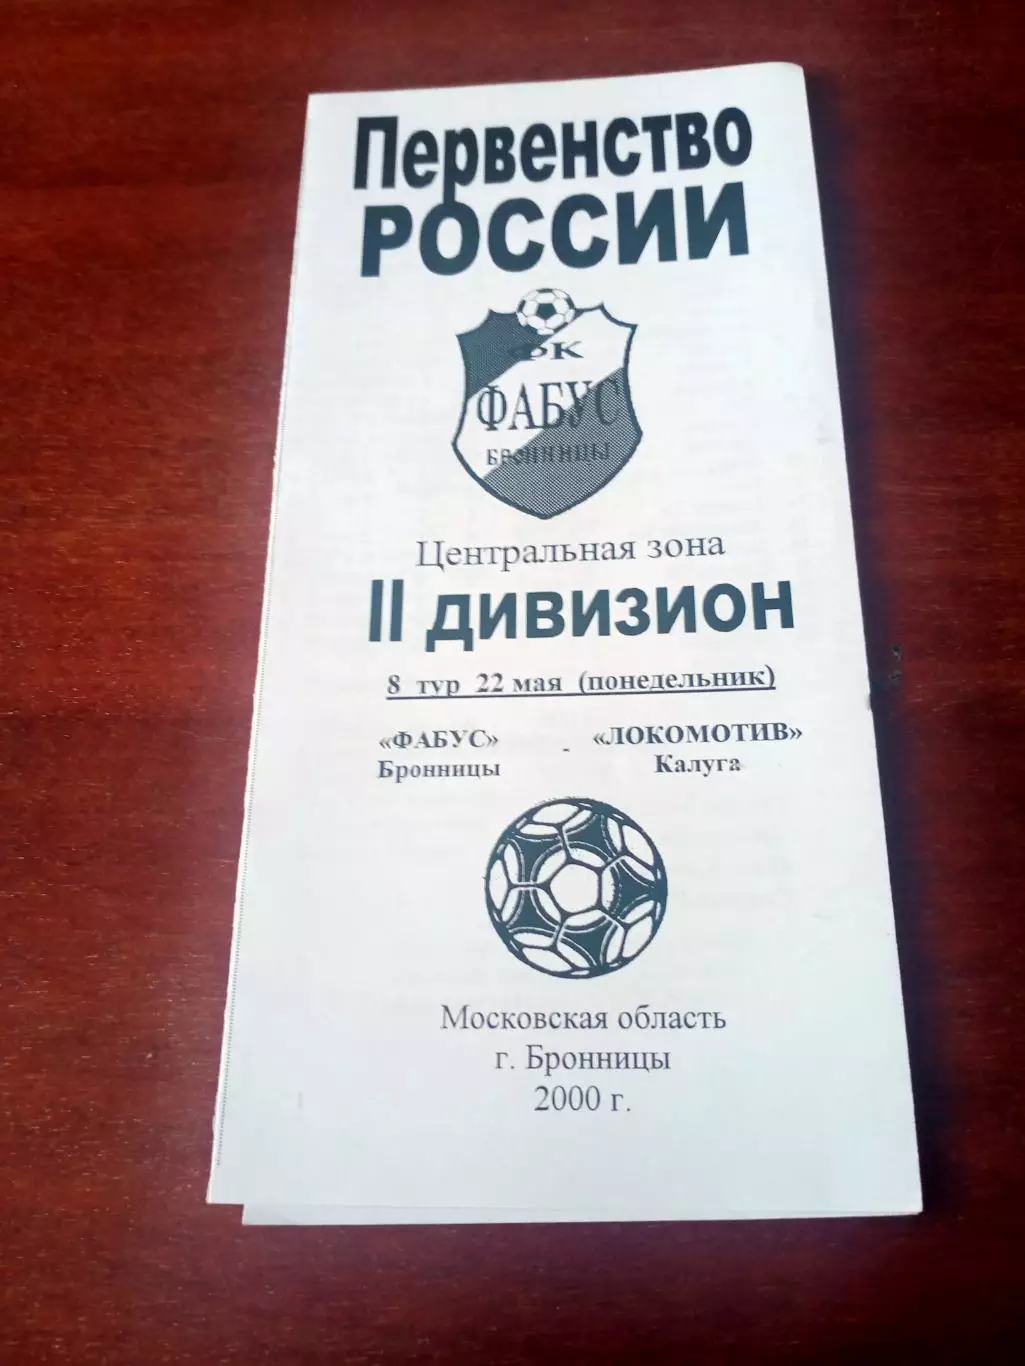 Первенство
РОССИИ
ФК
ФАБУС
БРОННИЦЫ
Центральная зона
II дивизион
8 тур 22 мая (понедельник)
«ФАБУС» - «ЛОКОМОТИВ»
Бронницы Калуга
Московская область
г. Бронницы
2000 г.